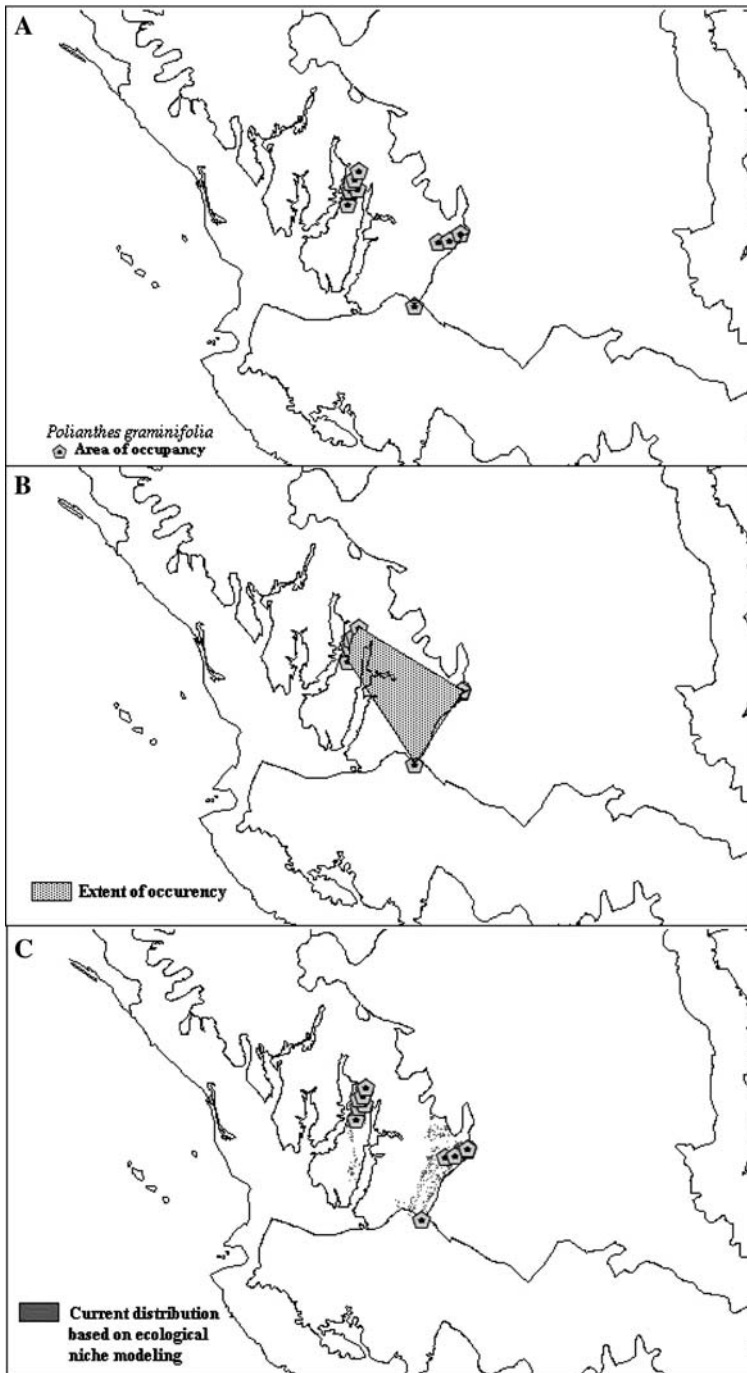 A
Polianthes graminifolia
Area of occupancy
B
Extent of occurency
C
Current distribution
based on ecological
niche modeling